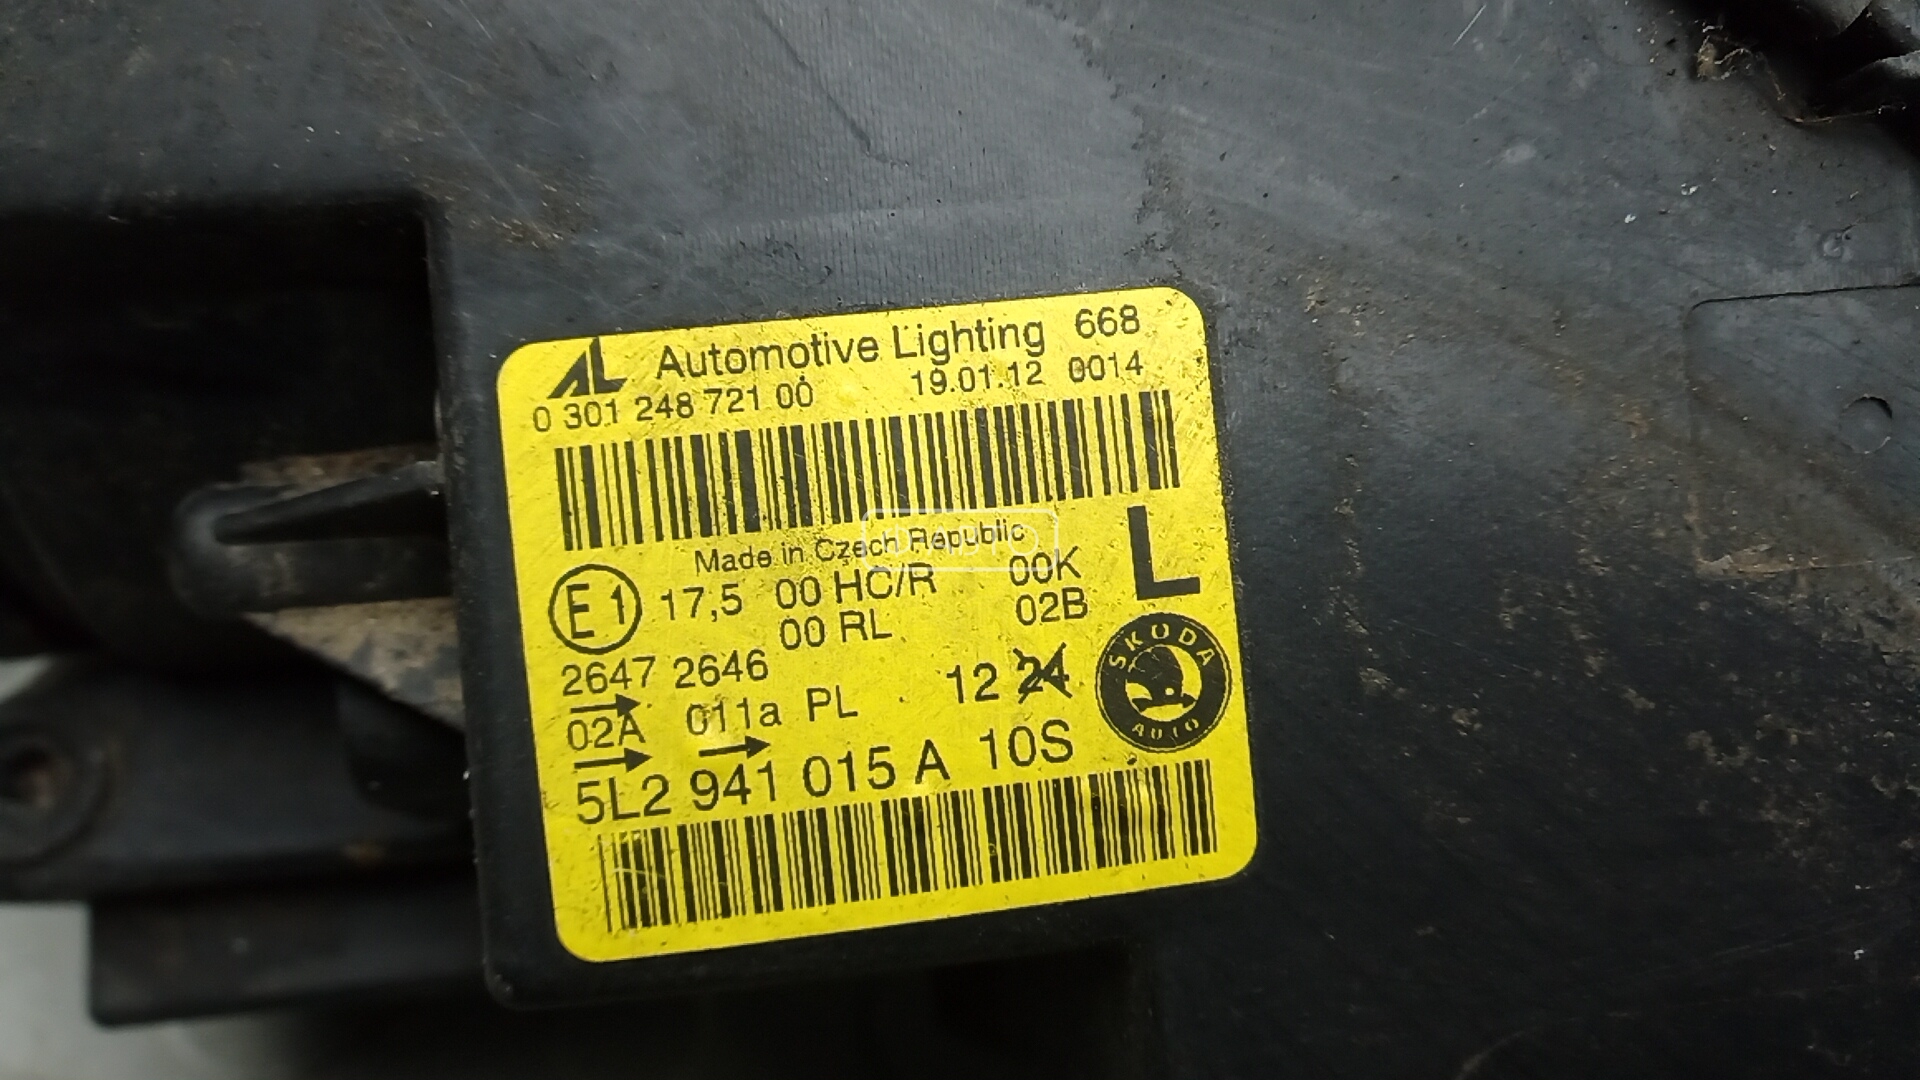 AL Automotive Lighting 668
0 301 248 721 00 19.01.12 0014
Made in Czech Republic
E1 17,5 00 HC/R 00K L
00 RL 02B
2647 2646
02A 011a PL 12 24
5L2 941 015 A 10S
SKODA
AUTO